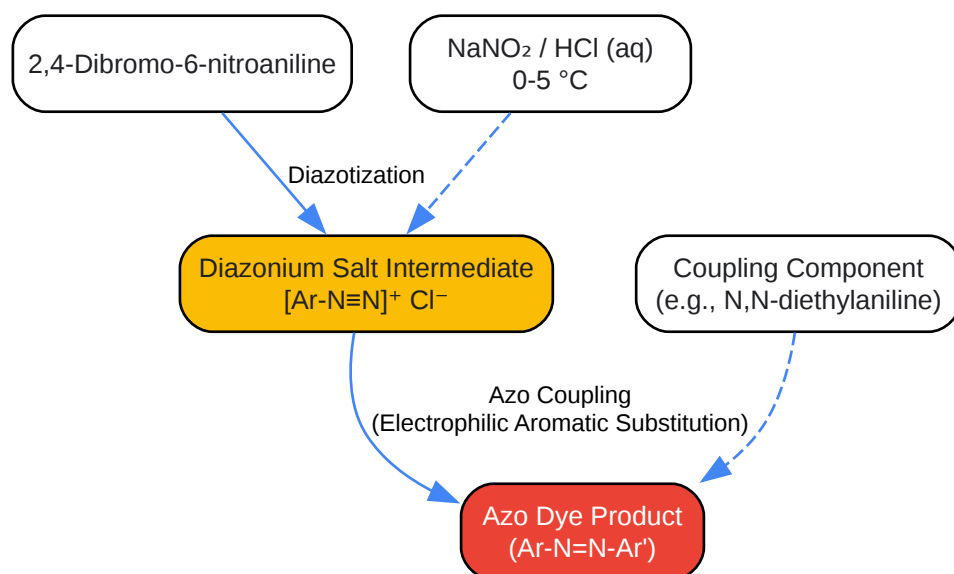 2,4-Dibromo-6-nitroaniline
NaNO₂ / HCl (aq)
0-5 °C
Diazotization
Diazonium Salt Intermediate
[Ar-N≡N]⁺ Cl⁻
Coupling Component
(e.g., N,N-diethylaniline)
Azo Coupling
(Electrophilic Aromatic Substitution)
Azo Dye Product
(Ar-N=N-Ar')